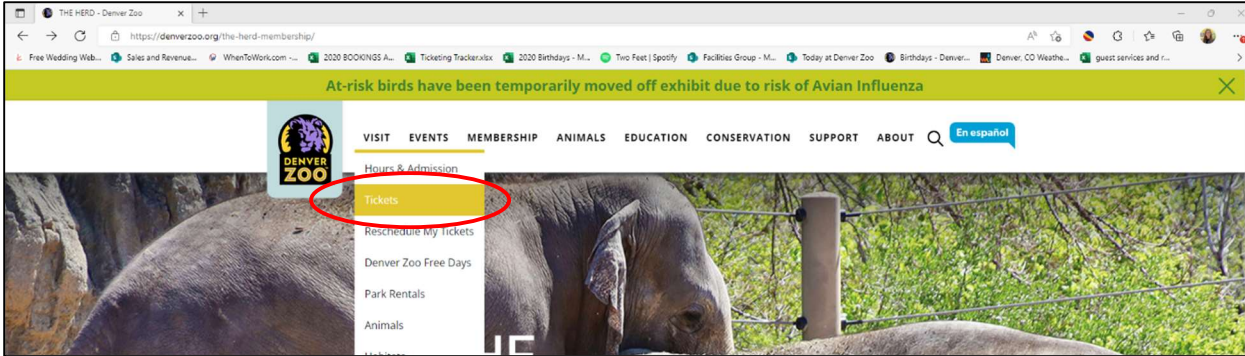 THE HERD - Denver Zoo
https://denverzoo.org/the-herd-membership/
Free Wedding Web... Sales and Revenue... WhenToWork.com -... 2020 BOOKINGS A... Ticketing Tracker.xlsx 2020 Birthdays - M... Two Feet | Spotify Facilities Group - M... Today at Denver Zoo Birthdays - Denver... Denver, CO Weathe... guest services and r...
At-risk birds have been temporarily moved off exhibit due to risk of Avian Influenza
DENVER
ZOO
VISIT EVENTS MEMBERSHIP ANIMALS EDUCATION CONSERVATION SUPPORT ABOUT En español
Hours & Admission
Tickets
Reschedule My Tickets
Denver Zoo Free Days
Park Rentals
Animals
Habitats